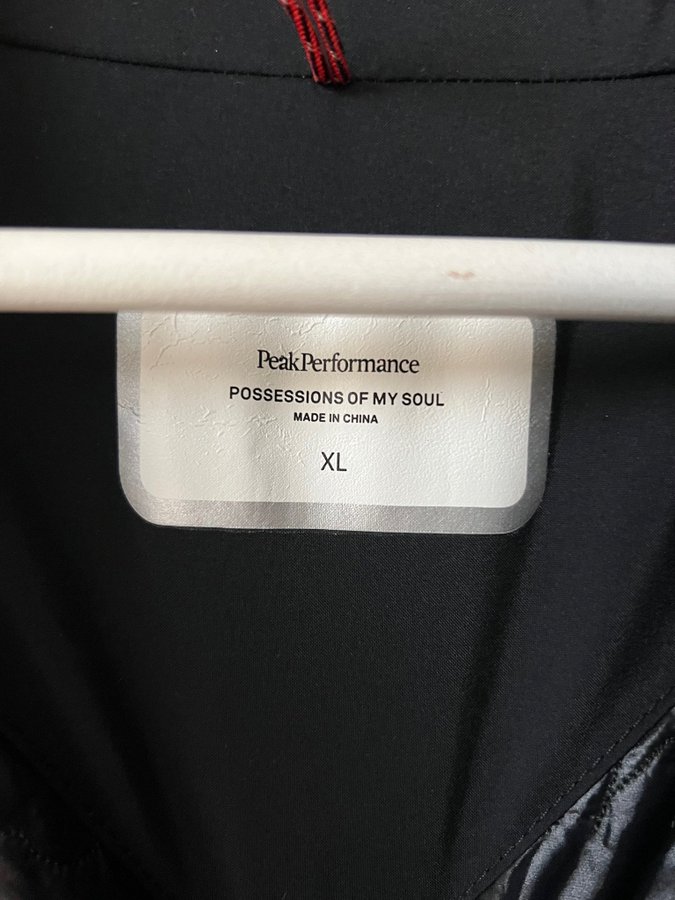 PeakPerformance
POSSESSIONS OF MY SOUL
MADE IN CHINA
XL